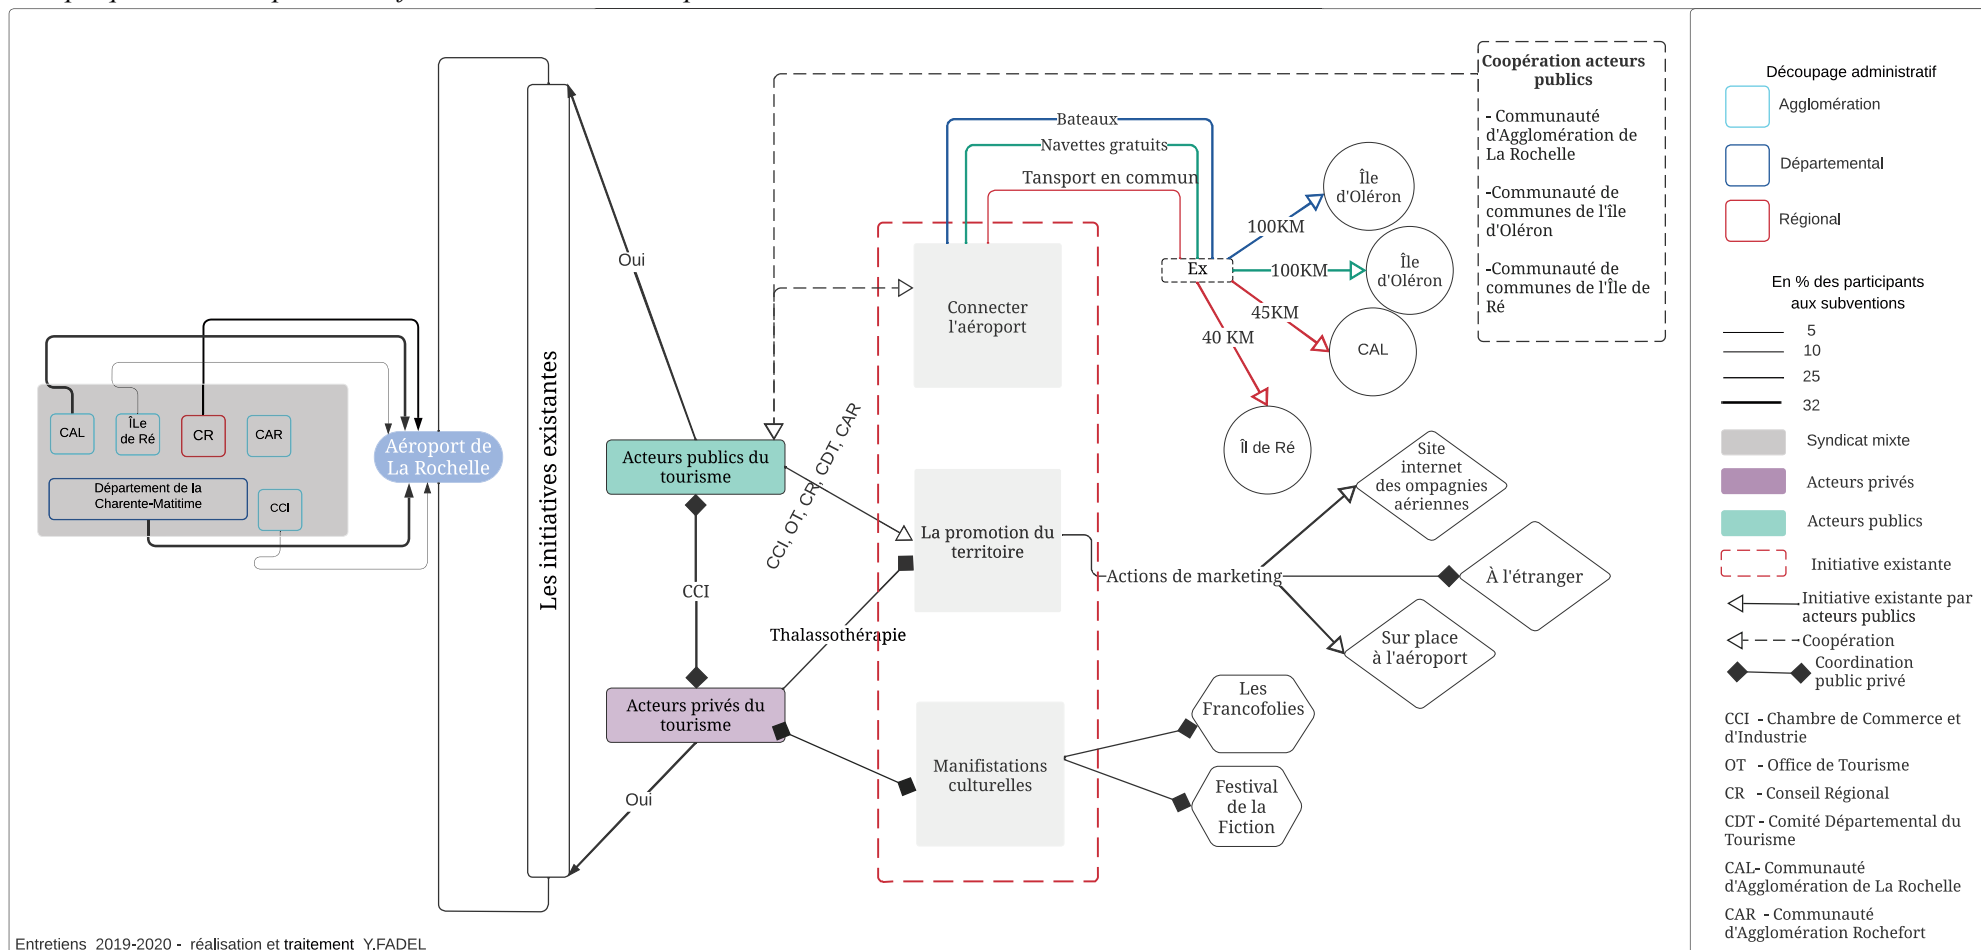 Coopération acteurs
publics
- Communauté
d'Agglomération de
La Rochelle
-Communauté de
communes de l'île
d'Oléron
-Communauté de
communes de l'Île de
Ré
Bateaux
Navettes gratuits
Tansport en commun
Ex
100KM
100KM
45KM
40 KM
Île
d'Oléron
Île
d'Oléron
CAL
Îl de Ré
Oui
Connecter
l'aéroport
Les initiatives existantes
CAL
ÎLe
de Ré
CR
CAR
Département de la
Charente-Matitime
CCI
Aéroport de
La Rochelle
Acteurs publics du
tourisme
CCI, OT, CR, CDT, CAR
CCI
La promotion du
territoire
Thalassothérapie
Acteurs privés du
tourisme
Oui
Manifistations
culturelles
Actions de marketing
Site
internet
des ompagnies
aériennes
À l'étranger
Sur place
à l'aéroport
Les
Francofolies
Festival
de la
Fiction
Découpage administratif
Agglomération
Départemental
Régional
En % des participants
aux subventions
5
10
25
32
Syndicat mixte
Acteurs privés
Acteurs publics
Initiative existante
Initiative existante par
acteurs publics
Coopération
Coordination
public privé
CCI - Chambre de Commerce et
d'Industrie
OT - Office de Tourisme
CR - Conseil Régional
CDT - Comité Départemental du
Tourisme
CAL- Communauté
d'Agglomération de La Rochelle
CAR - Communauté
d'Agglomération Rochefort
Entretiens 2019-2020 - réalisation et traitement Y.FADEL